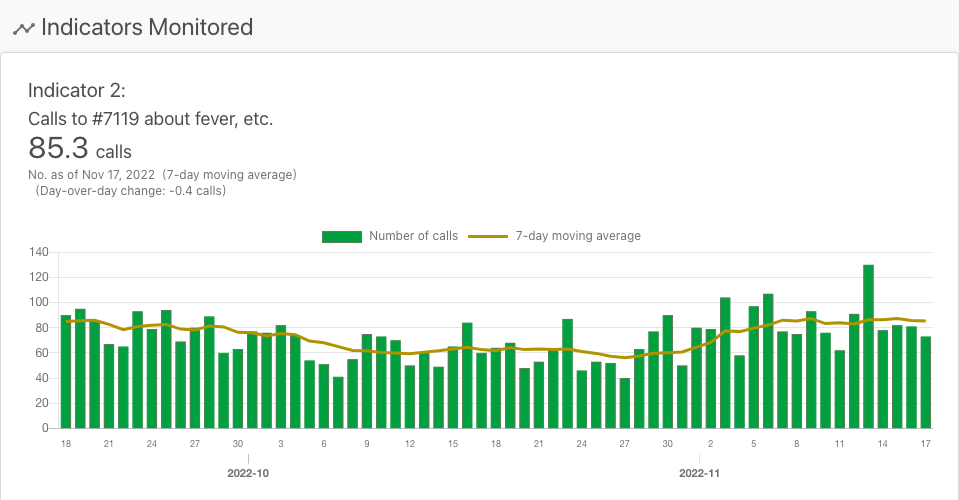 Indicators Monitored
Indicator 2:
Calls to #7119 about fever, etc.
85.3 calls
No. as of Nov 17, 2022 (7-day moving average)
(Day-over-day change: -0.4 calls)
Number of calls 7-day moving average
140
120
100
80
60
40
20
0
18 21 24 27 30 3 6 9 12 15 18 21 24 27 30 2 5 8 11 14 17
2022-10 2022-11